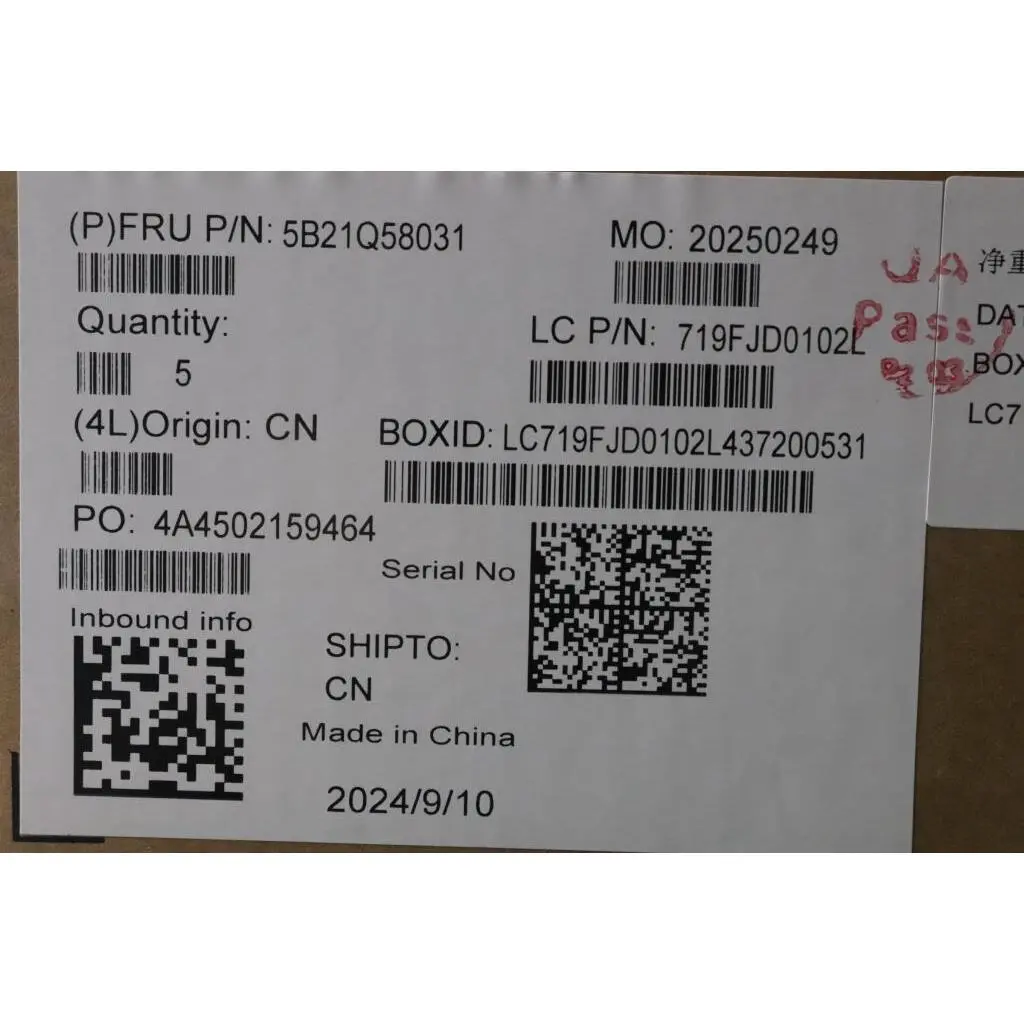 (P)FRU P/N: 5B21Q58031
MO: 20250249
Quantity:
5
LC P/N: 719FJD0102L
(4L)Origin: CN
BOXID: LC719FJD0102L437200531
PO: 4A4502159464
Serial No
Inbound info
SHIPTO:
CN
Made in China
2024/9/10
Pass
净重
DAT
BOX
LC7